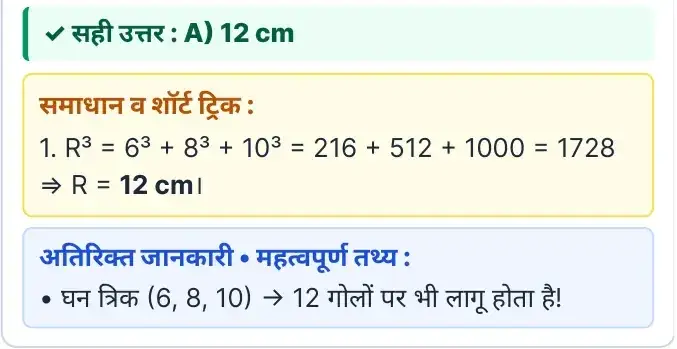 ✓ सही उत्तर : A) 12 cm
समाधान व शॉर्ट ट्रिक :
1. R³ = 6³ + 8³ + 10³ = 216 + 512 + 1000 = 1728
⇒ R = 12 cm।
अतिरिक्त जानकारी • महत्वपूर्ण तथ्य :
• घन त्रिक (6, 8, 10) → 12 गोलों पर भी लागू होता है!